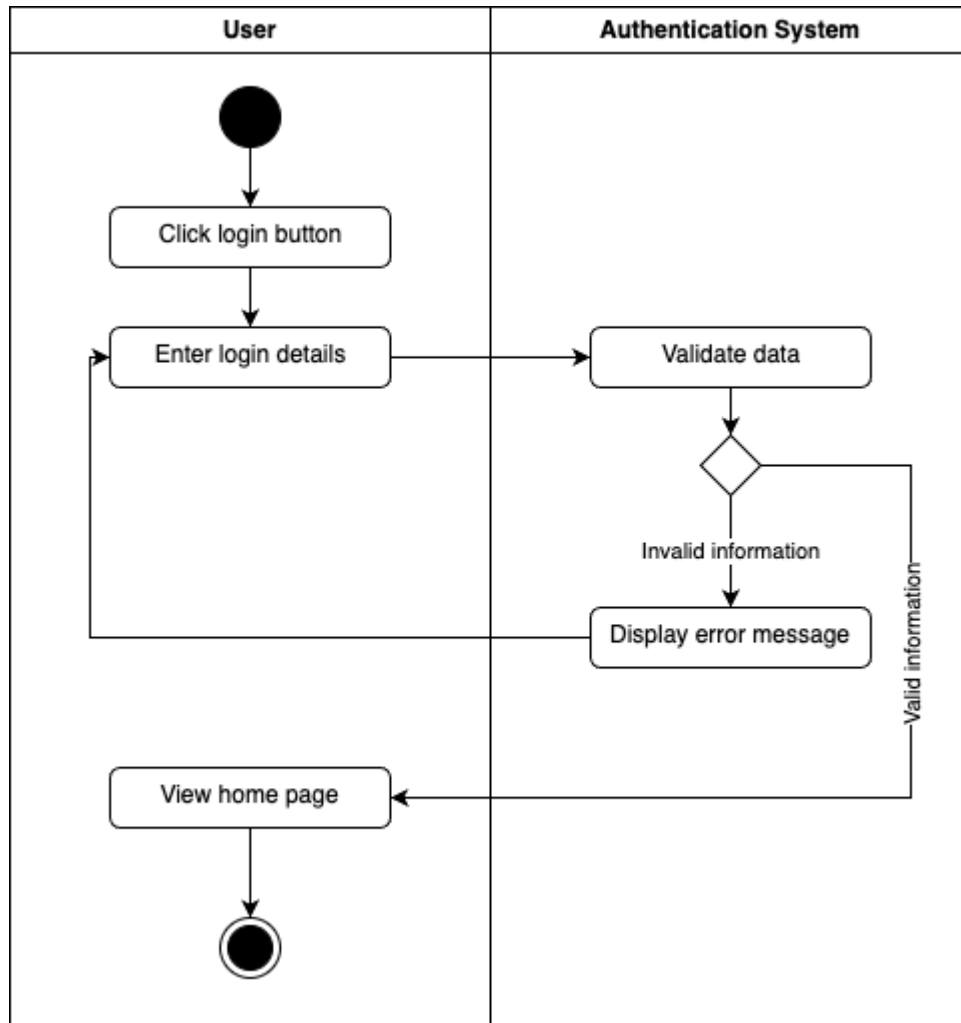 User
Authentication System
Click login button
Enter login details
Validate data
Invalid information
Valid information
Display error message
View home page